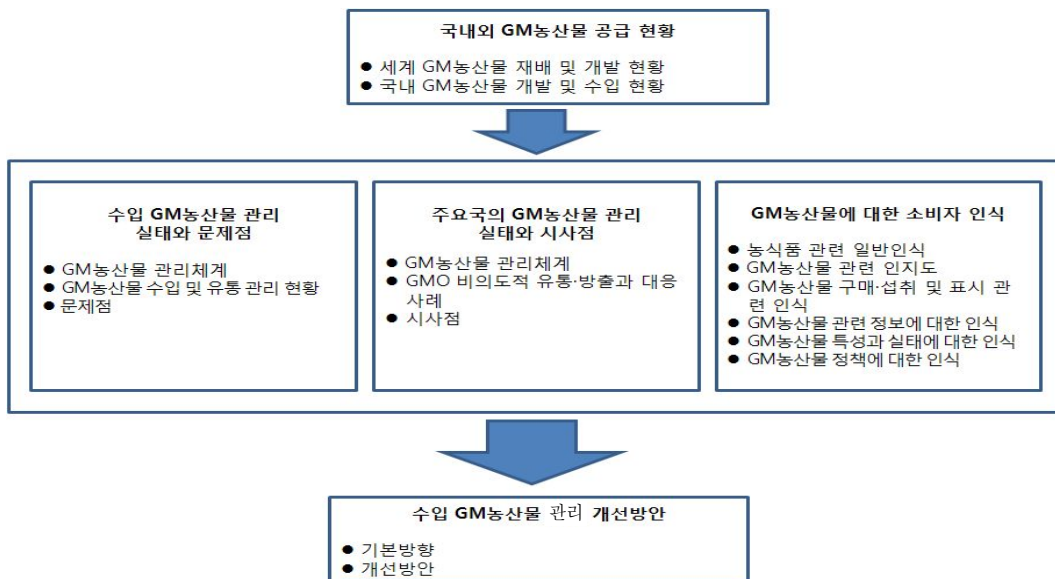 국내외 GM농산물 공급 현황
● 세계 GM농산물 재배 및 개발 현황
● 국내 GM농산물 개발 및 수입 현황
수입 GM농산물 관리
실태와 문제점
● GM농산물 관리체계
● GM농산물 수입 및 유통 관리 현황
● 문제점
주요국의 GM농산물 관리
실태와 시사점
● GM농산물 관리체계
● GMO 비의도적 유통·방출과 대응
사례
● 시사점
GM농산물에 대한 소비자 인식
● 농식품 관련 일반인식
● GM농산물 관련 인지도
● GM농산물 구매·섭취 및 표시 관
련 인식
● GM농산물 관련 정보에 대한 인식
● GM농산물 특성과 실태에 대한 인식
● GM농산물 정책에 대한 인식
수입 GM농산물 관리 개선방안
● 기본방향
● 개선방안